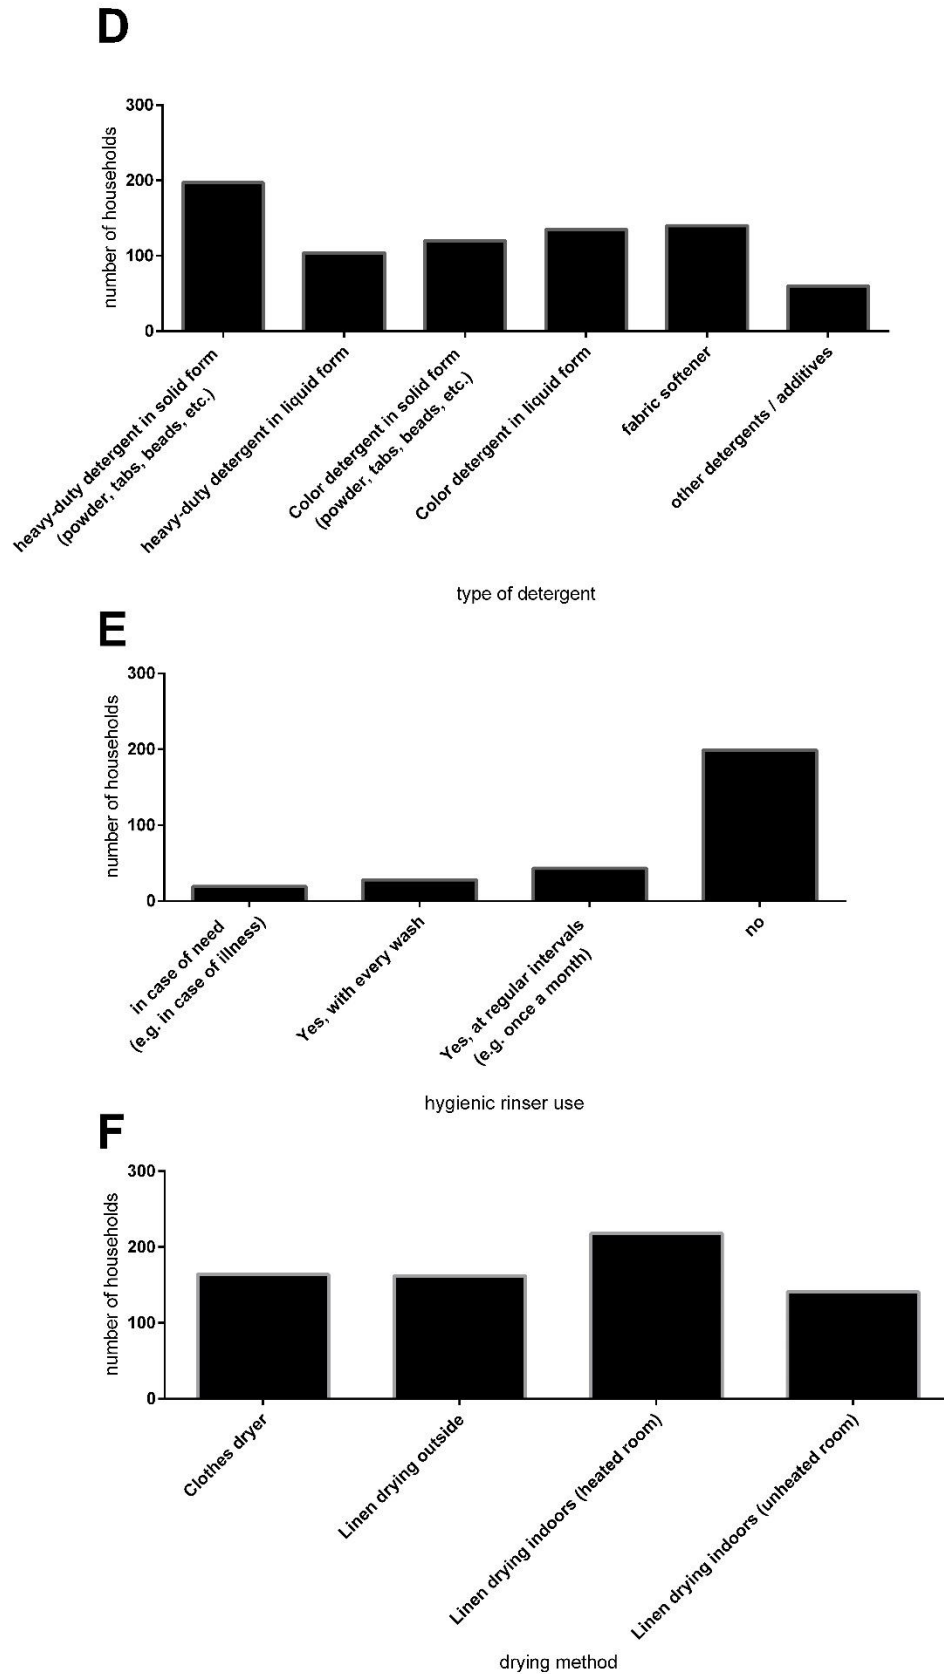 D
number of households
300
200
100
0
heavy-duty detergent in solid form
(powder, tabs, beads, etc.)
heavy-duty detergent in liquid form
Color detergent in solid form
(powder, tabs, beads, etc.)
Color detergent in liquid form
fabric softener
other detergents / additives
type of detergent
E
number of households
300
200
100
0
in case of need
(e.g. in case of illness)
Yes, with every wash
Yes, at regular intervals
(e.g. once a month)
no
hygienic rinser use
F
number of households
300
200
100
0
Clothes dryer
Linen drying outside
Linen drying indoors (heated room)
Linen drying indoors (unheated room)
drying method